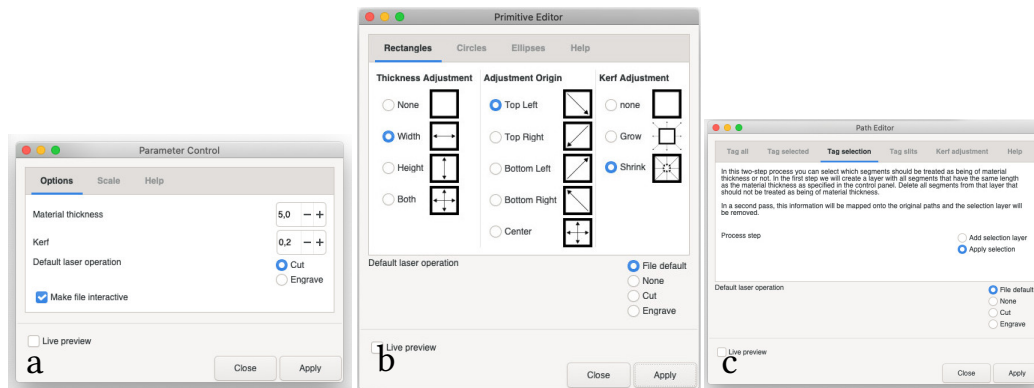 Parameter Control
Options Scale Help
Material thickness 5,0 − +
Kerf 0,2 − +
Default laser operation Cut
Engrave
Make file interactive
Live preview
Close Apply
a
Primitive Editor
Rectangles Circles Ellipses Help
Thickness Adjustment Adjustment Origin Kerf Adjustment
None Top Left none
Width Top Right Grow
Height Bottom Left Shrink
Both Bottom Right
Center
Default laser operation File default
None
Cut
Engrave
Live preview
Close Apply
b
Path Editor
Tag all Tag selected Tag selection Tag slits Kerf adjustment Help
In this two-step process you can select which segments should be treated as being of material
thickness or not. In the first step we will create a layer with all segments that have the same length
as the material thickness as specified in the control panel. Delete all segments from that layer that
should not be treated as being of material thickness.
In a second pass, this information will be mapped onto the original paths and the selection layer will
be removed.
Process step Add selection layer
Apply selection
Default laser operation File default
None
Cut
Engrave
Live preview
Close Apply
c